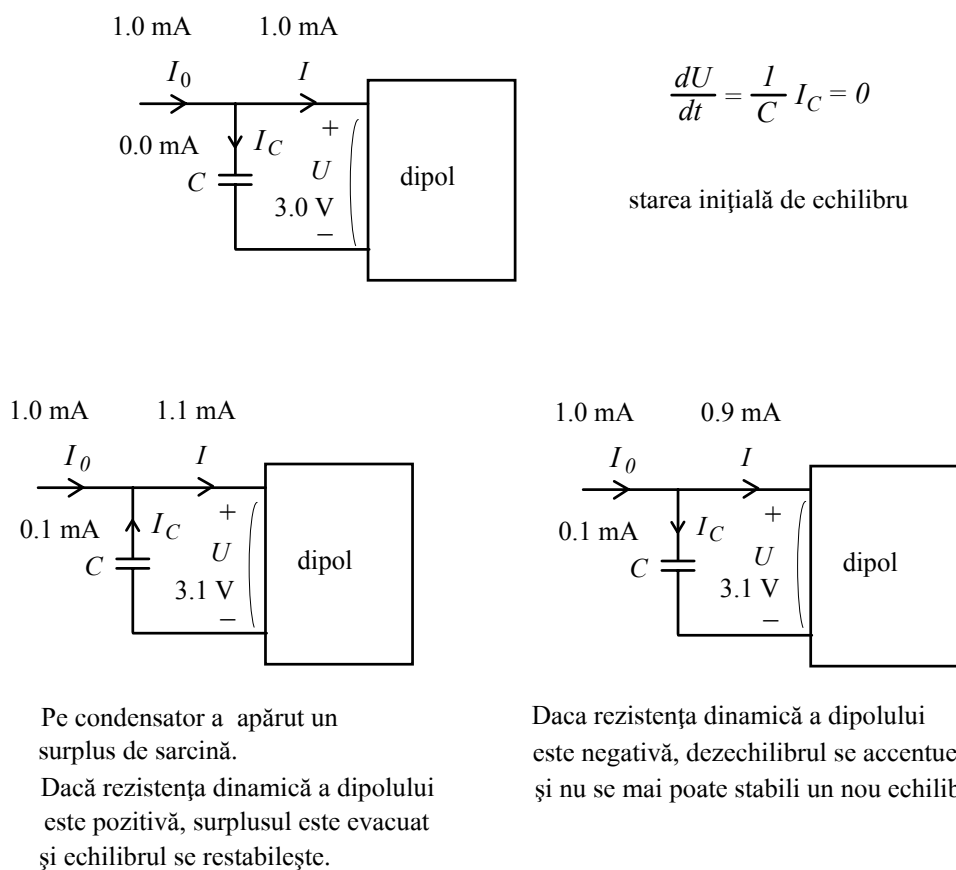 1.0 mA 1.0 mA
I0 I
0.0 mA IC
C
+
U
3.0 V
−
dipol
dU/dt = 1/C IC = 0
starea iniţială de echilibru
1.0 mA 1.1 mA
I0 I
0.1 mA IC
C
+
U
3.1 V
−
dipol
1.0 mA 0.9 mA
I0 I
0.1 mA IC
C
+
U
3.1 V
−
dipol
Pe condensator a apărut un
surplus de sarcină.
Dacă rezistenţa dinamică a dipolului
este pozitivă, surplusul este evacuat
şi echilibrul se restabileşte.
Daca rezistenţa dinamică a dipolului
este negativă, dezechilibrul se accentue
şi nu se mai poate stabili un nou echilib